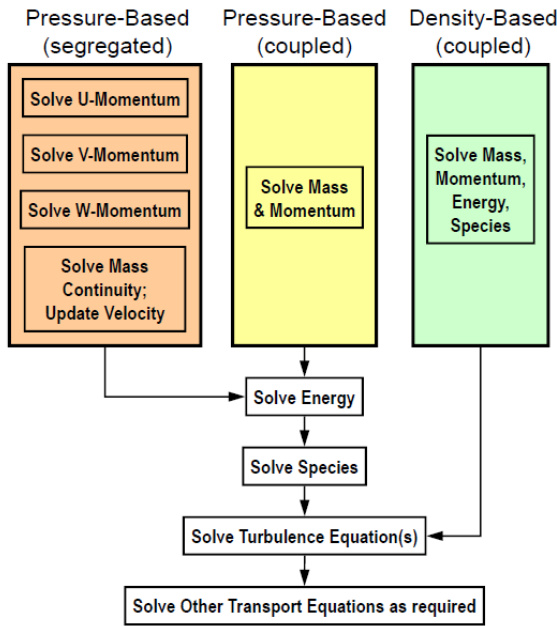 Pressure-Based
(segregated)
Pressure-Based
(coupled)
Density-Based
(coupled)
Solve U-Momentum
Solve V-Momentum
Solve W-Momentum
Solve Mass
Continuity;
Update Velocity
Solve Mass
& Momentum
Solve Mass,
Momentum,
Energy,
Species
Solve Energy
Solve Species
Solve Turbulence Equation(s)
Solve Other Transport Equations as required